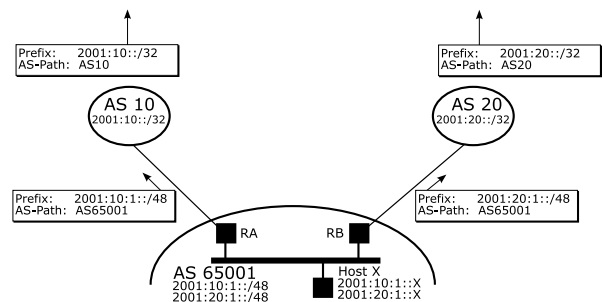 Prefix: 2001:10::/32
AS-Path: AS10
Prefix: 2001:20::/32
AS-Path: AS20
AS 10
2001:10::/32
AS 20
2001:20::/32
Prefix: 2001:10:1::/48
AS-Path: AS65001
Prefix: 2001:20:1::/48
AS-Path: AS65001
RA
RB
AS 65001
2001:10:1::/48
2001:20:1::/48
Host X
2001:10:1::X
2001:20:1::X